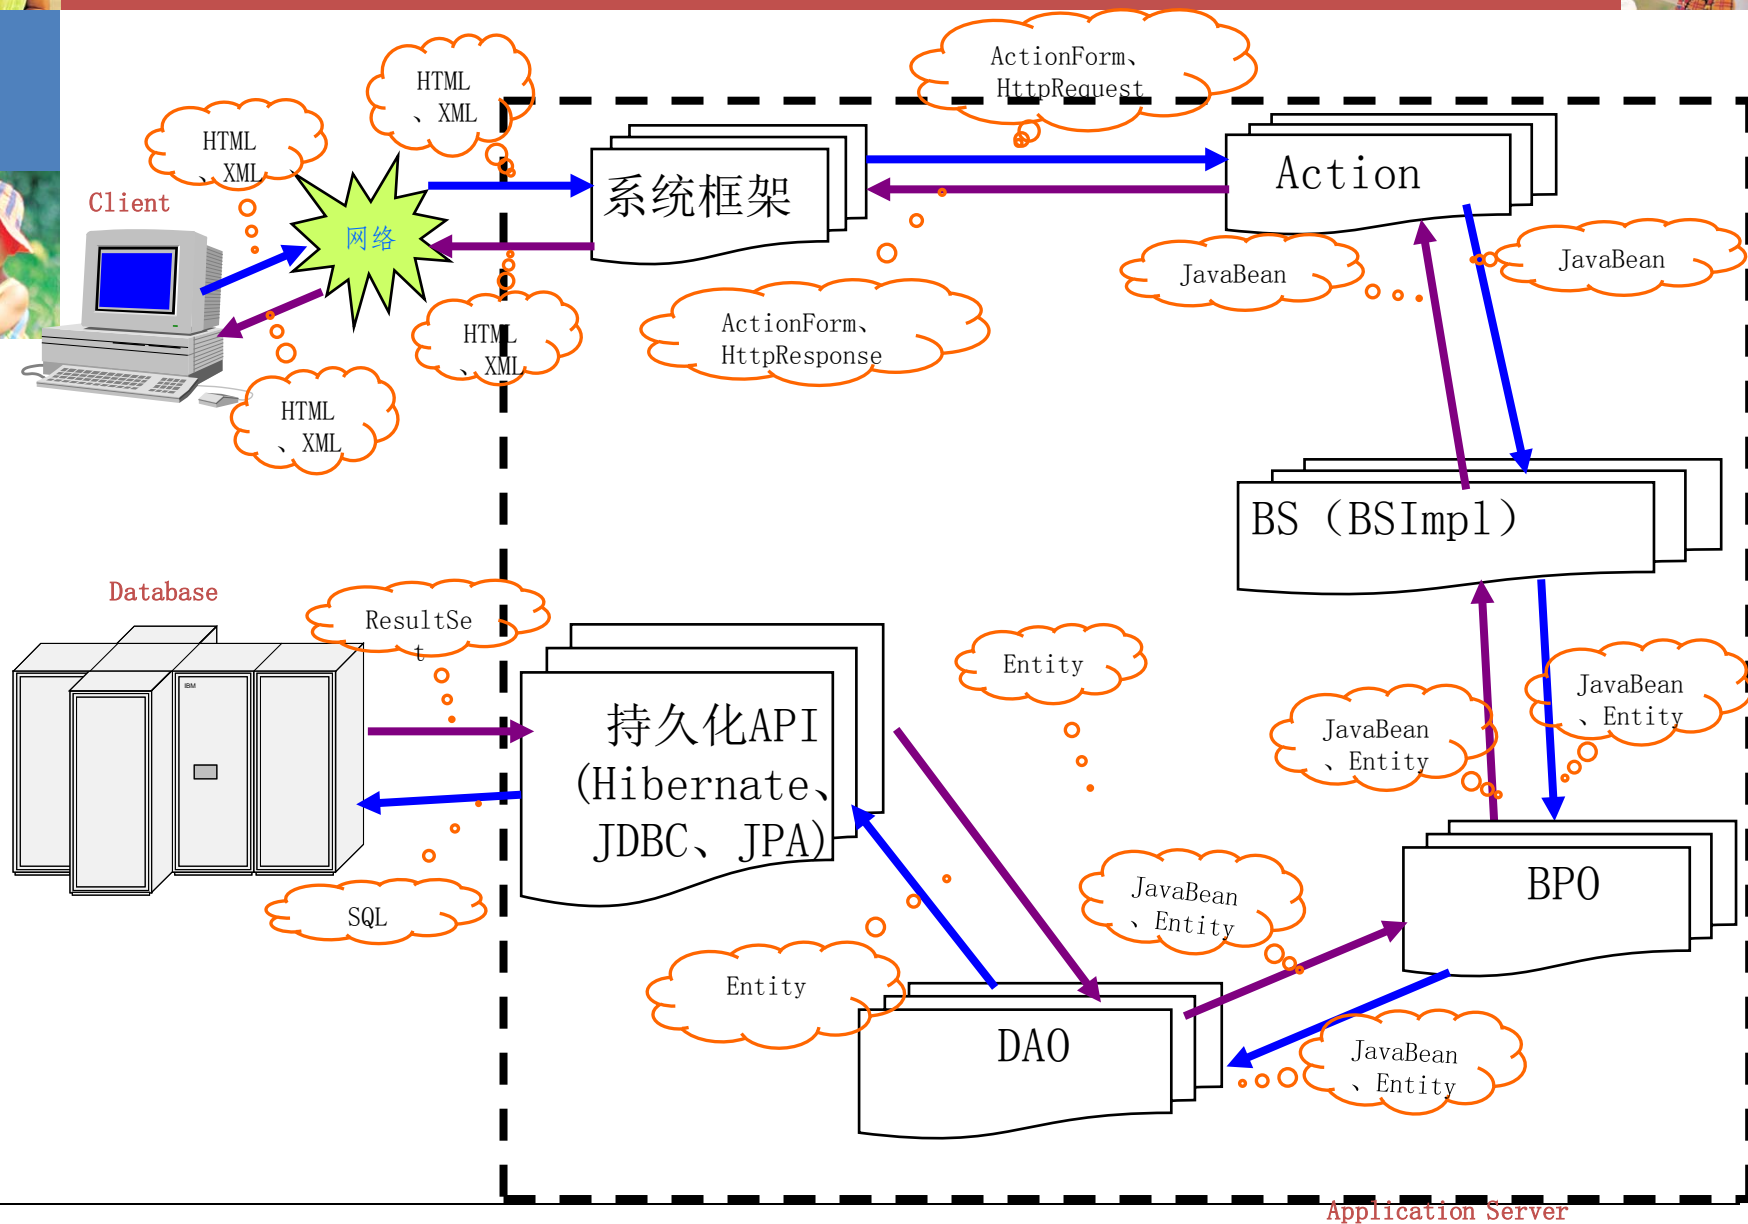 ActionForm、
HttpRequest
HTML
、XML
HTML
、XML、
Client
网络
系统框架
Action
JavaBean
JavaBean
HTML
、XML
ActionForm、
HttpResponse
HTML
、XML
BS（BSImpl）
Database
ResultSe
t
IBM
持久化API
(Hibernate、
JDBC、JPA)
Entity
JavaBean
、Entity
JavaBean
、Entity
SQL
JavaBean
、Entity
BPO
Entity
DAO
JavaBean
、Entity
Application Server